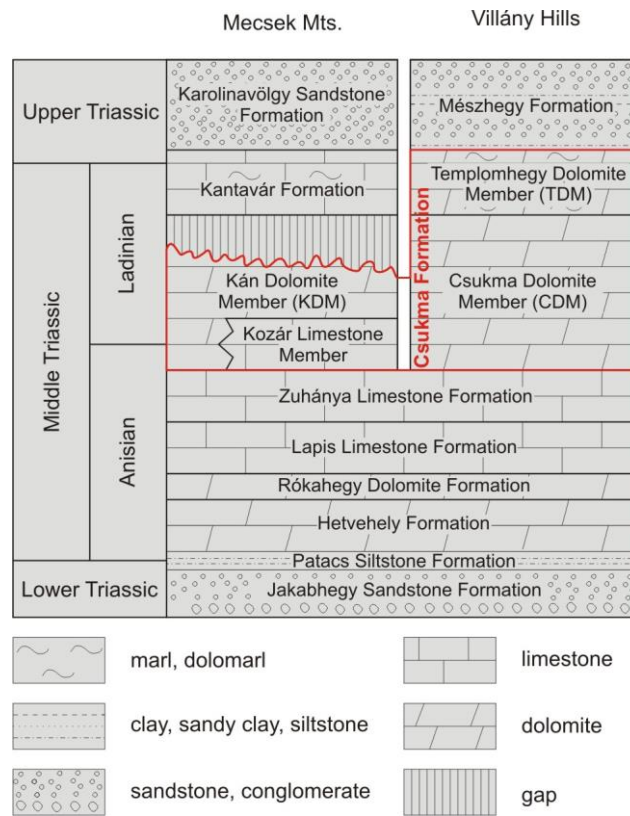 Mecsek Mts.
Villány Hills
Upper Triassic
Karolinavölgy Sandstone
Formation
Mészhegy Formation
Middle Triassic
Ladinian
Kantavár Formation
Templomhegy Dolomite
Member (TDM)
Csukma Formation
Kán Dolomite
Member (KDM)
Csukma Dolomite
Member (CDM)
Kozár Limestone
Member
Anisian
Zuhánya Limestone Formation
Lapis Limestone Formation
Rókahegy Dolomite Formation
Hetvehely Formation
Patacs Siltstone Formation
Lower Triassic
Jakabhegy Sandstone Formation
marl, dolomarl
limestone
clay, sandy clay, siltstone
dolomite
sandstone, conglomerate
gap